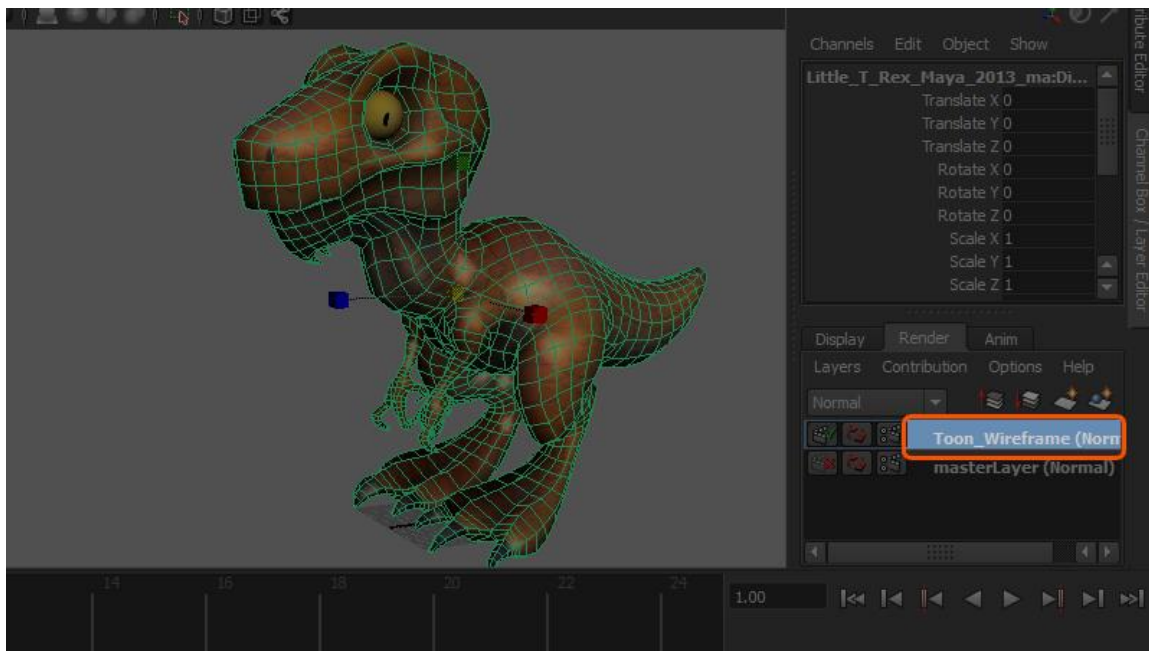 Channels Edit Object Show
Little_T_Rex_Maya_2013_ma:Di...
Translate X 0
Translate Y 0
Translate Z 0
Rotate X 0
Rotate Y 0
Rotate Z 0
Scale X 1
Scale Y 1
Scale Z 1
Display Render Anim
Layers Contribution Options Help
Normal
Toon_Wireframe (Norm
masterLayer (Normal)
14 16 18 20 22 24
1.00
ribute Editor
Channel Box / Layer Editor